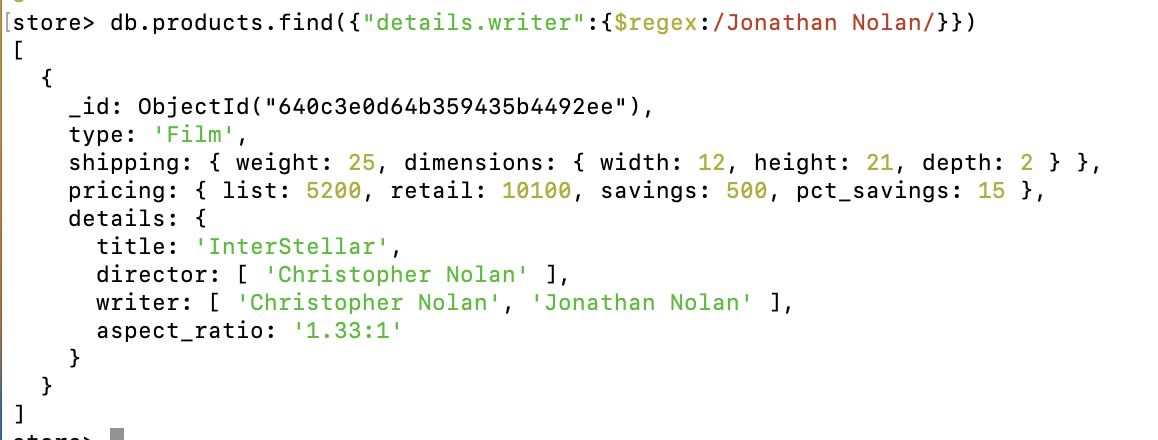 store> db.products.find({"details.writer":{$regex:/Jonathan Nolan/}})
[
  {
    _id: ObjectId("640c3e0d64b359435b4492ee"),
    type: 'Film',
    shipping: { weight: 25, dimensions: { width: 12, height: 21, depth: 2 } },
    pricing: { list: 5200, retail: 10100, savings: 500, pct_savings: 15 },
    details: {
      title: 'InterStellar',
      director: [ 'Christopher Nolan' ],
      writer: [ 'Christopher Nolan', 'Jonathan Nolan' ],
      aspect_ratio: '1.33:1'
    }
  }
]
store>